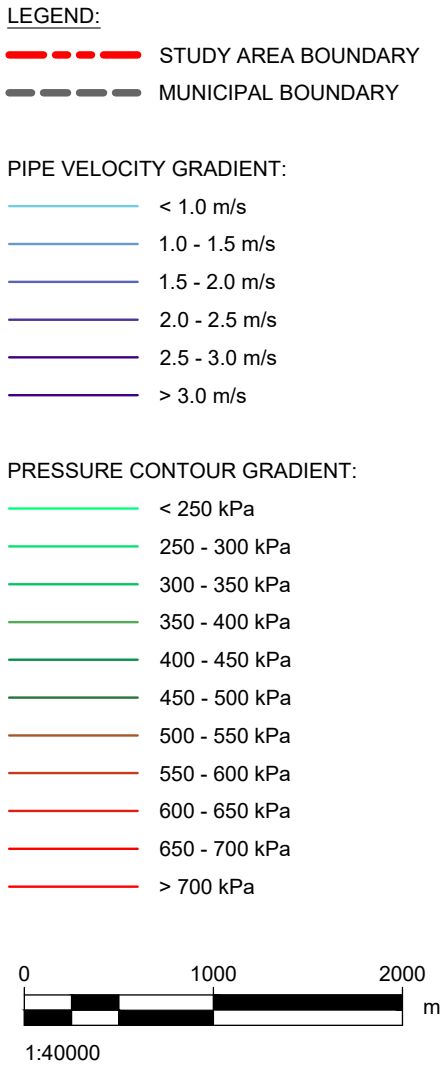 LEGEND:
STUDY AREA BOUNDARY
MUNICIPAL BOUNDARY
PIPE VELOCITY GRADIENT:
< 1.0 m/s
1.0 - 1.5 m/s
1.5 - 2.0 m/s
2.0 - 2.5 m/s
2.5 - 3.0 m/s
> 3.0 m/s
PRESSURE CONTOUR GRADIENT:
< 250 kPa
250 - 300 kPa
300 - 350 kPa
350 - 400 kPa
400 - 450 kPa
450 - 500 kPa
500 - 550 kPa
550 - 600 kPa
600 - 650 kPa
650 - 700 kPa
> 700 kPa
0 1000 2000
m
1:40000